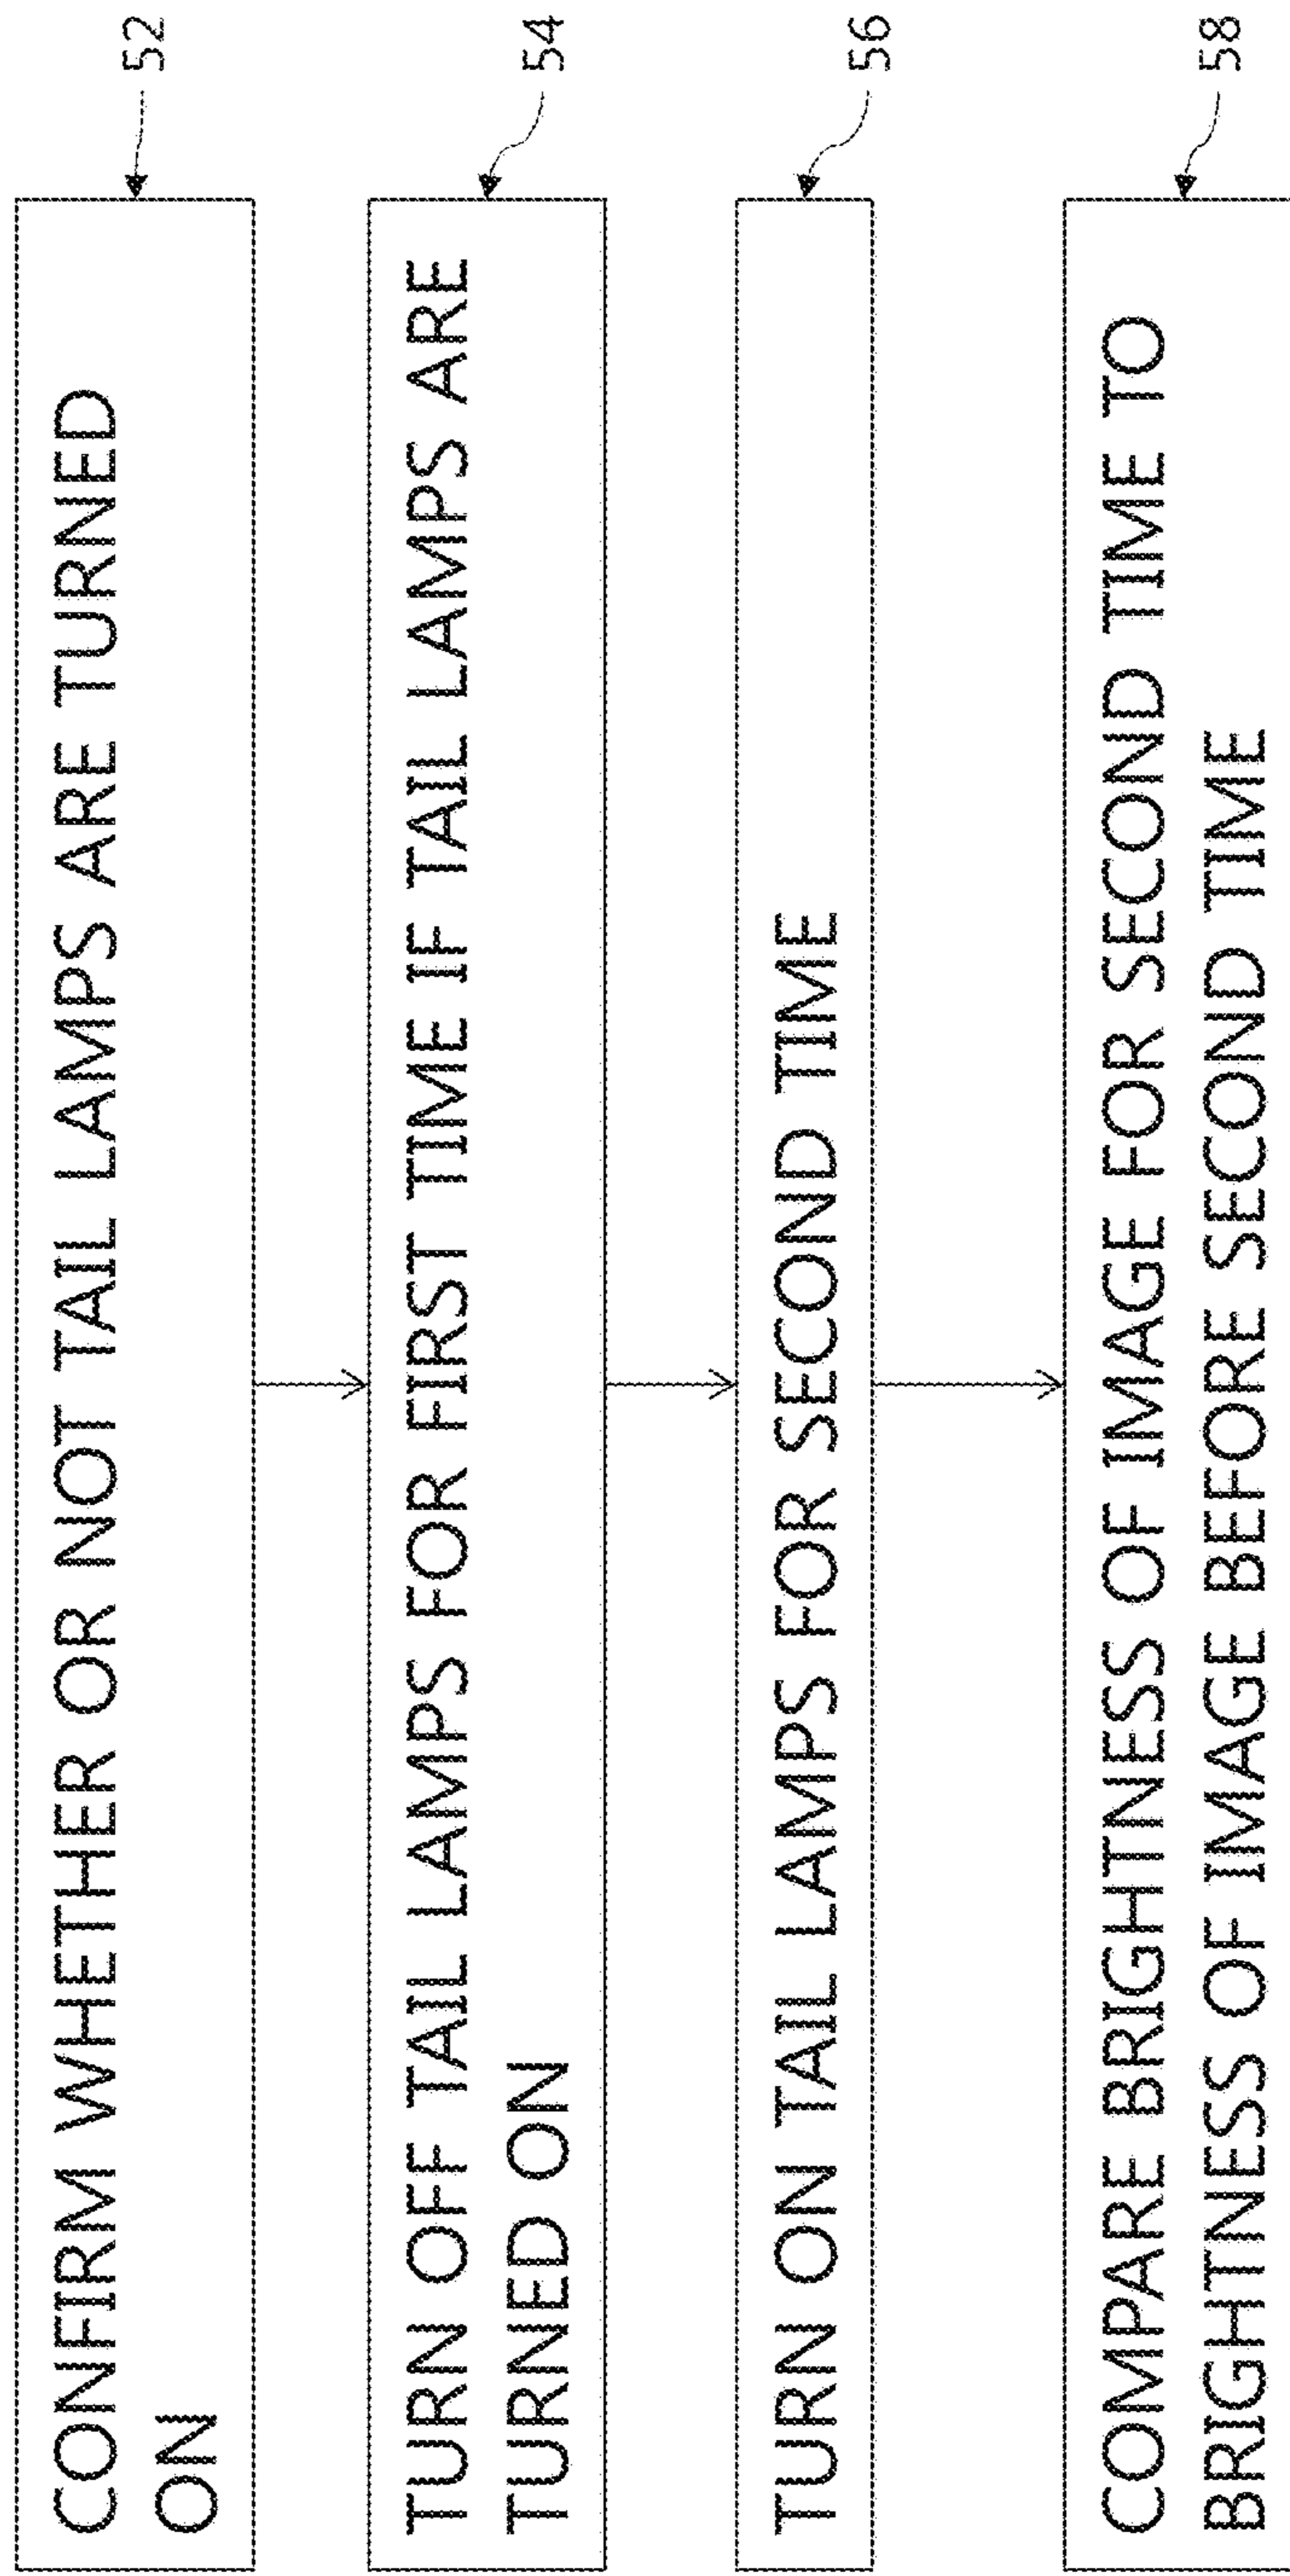 CONFIRM WHETHER OR NOT TAIL LAMPS ARE TURNED
ON
52
TURN OFF TAIL LAMPS FOR FIRST TIME IF TAIL LAMPS ARE
TURNED ON
54
TURN ON TAIL LAMPS FOR SECOND TIME
56
COMPARE BRIGHTNESS OF IMAGE FOR SECOND TIME TO
BRIGHTNESS OF IMAGE BEFORE SECOND TIME
58